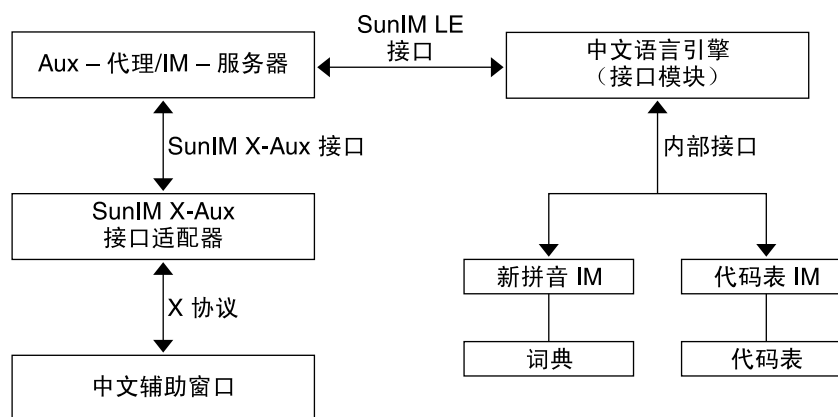 SunIM LE
接口
Aux – 代理/IM – 服务器
中文语言引擎
（接口模块）
SunIM X-Aux 接口
内部接口
SunIM X-Aux
接口适配器
新拼音 IM
代码表 IM
X 协议
词典
代码表
中文辅助窗口